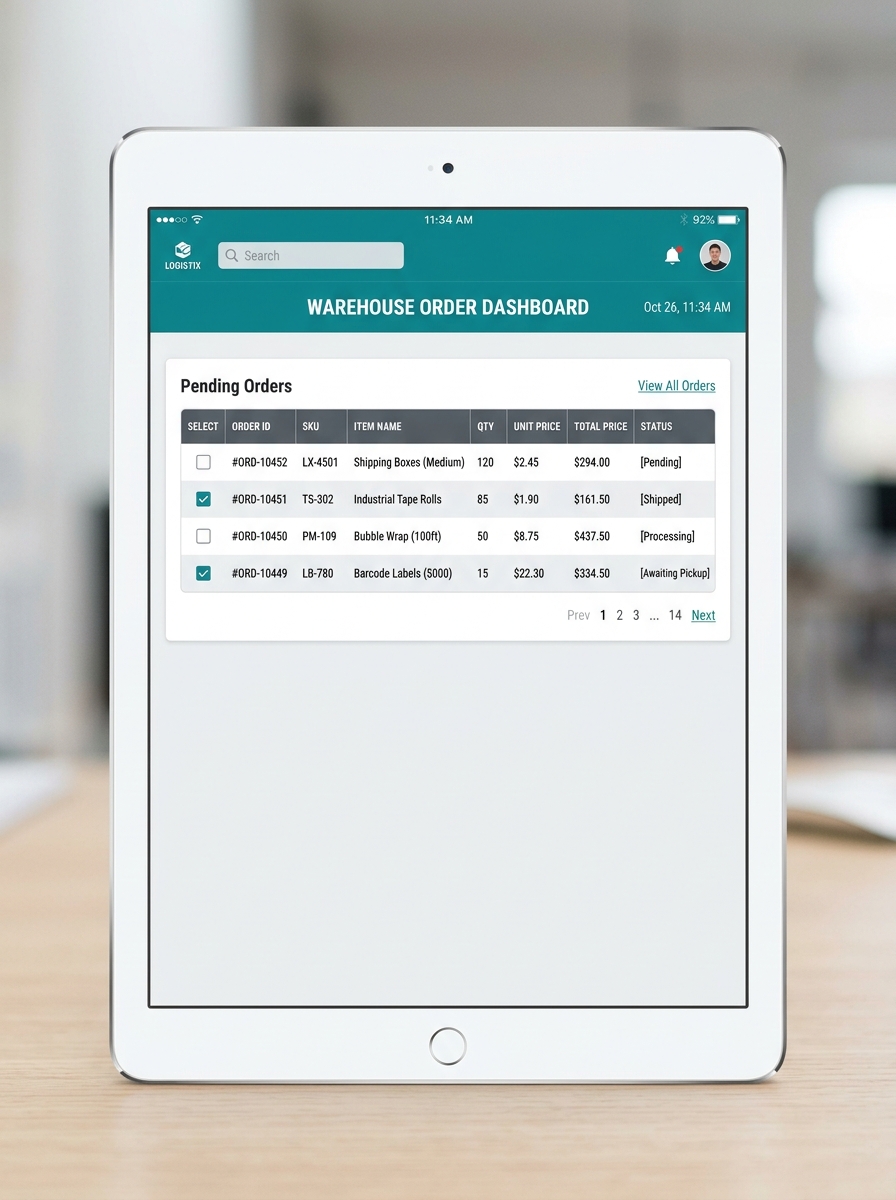 11:34 AM 92%
LOGISTIX
Search
WAREHOUSE ORDER DASHBOARD Oct 26, 11:34 AM
Pending Orders View All Orders
SELECT ORDER ID SKU ITEM NAME QTY UNIT PRICE TOTAL PRICE STATUS
#ORD-10452 LX-4501 Shipping Boxes (Medium) 120 $2.45 $294.00 [Pending]
#ORD-10451 TS-302 Industrial Tape Rolls 85 $1.90 $161.50 [Shipped]
#ORD-10450 PM-109 Bubble Wrap (100ft) 50 $8.75 $437.50 [Processing]
#ORD-10449 LB-780 Barcode Labels (S000) 15 $22.30 $334.50 [Awaiting Pickup]
Prev 1 2 3 ... 14 Next